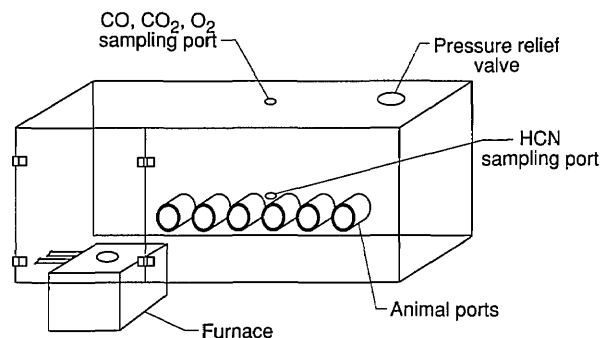 CO, CO₂, O₂
sampling port
Pressure relief
valve
HCN
sampling port
Animal ports
Furnace